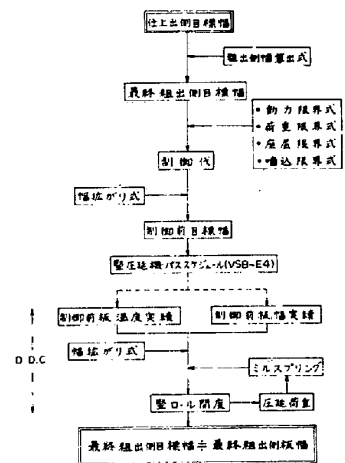 仕上出側目標幅
粗出側幅算出式
最終粗出側目標幅
・動力限界式
・荷重限界式
・座屈限界式
・噛込限界式
制御代
幅拡がり式
制御前目標幅
竪圧延機パススケジュール(VSB-E4)
制御前板温度実績
制御前板幅実績
D.D.C
幅拡がり式
ミルスプリング
竪ロール開度
圧延荷重
最終粗出側目標幅≒最終粗出側板幅